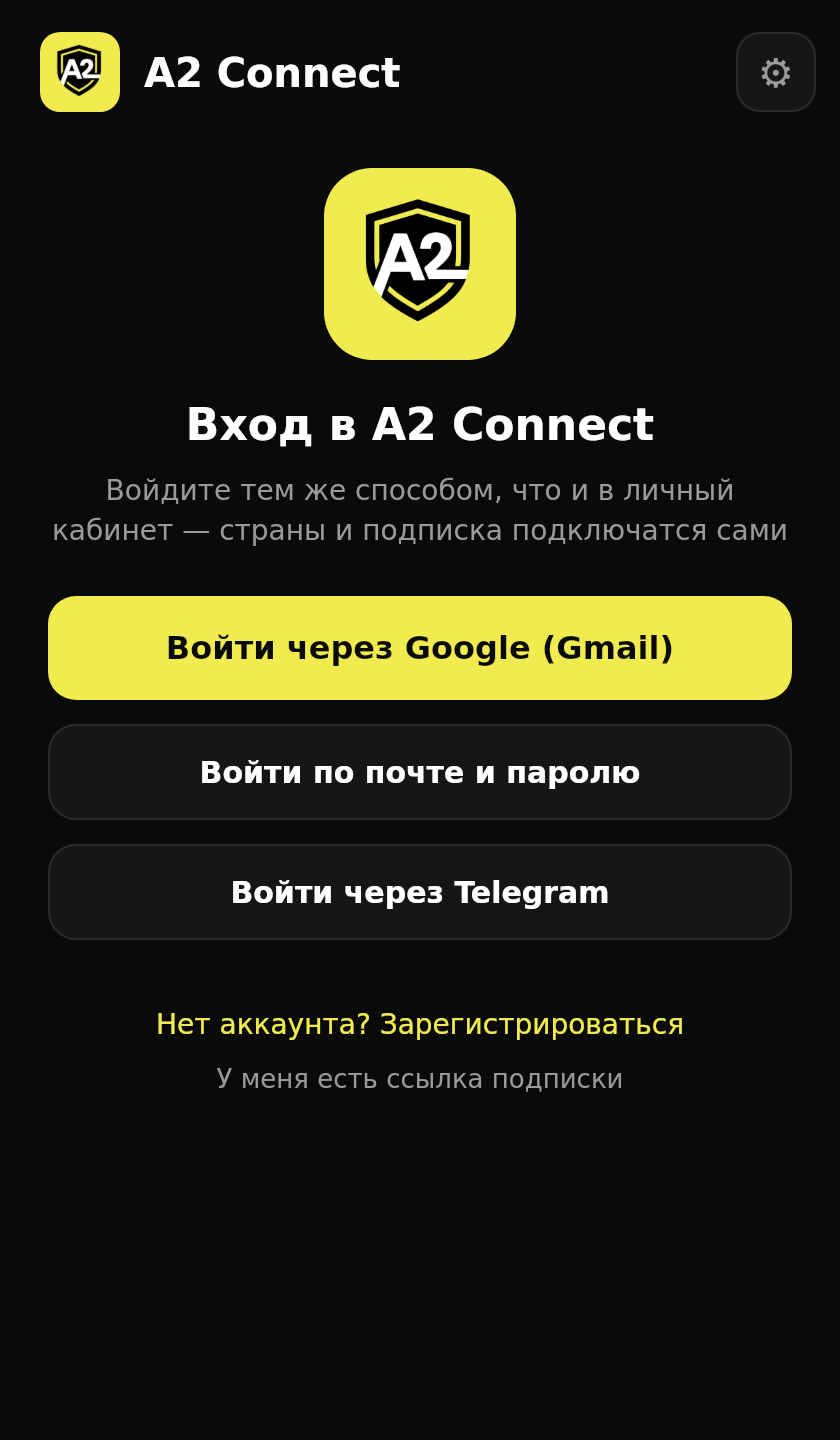 A2
A2 Connect
A2
Вход в A2 Connect
Войдите тем же способом, что и в личный
кабинет — страны и подписка подключатся сами
Войти через Google (Gmail)
Войти по почте и паролю
Войти через Telegram
Нет аккаунта? Зарегистрироваться
У меня есть ссылка подписки